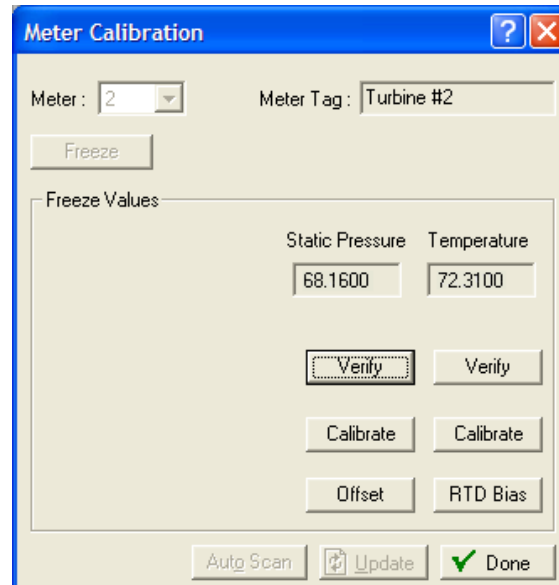 Meter Calibration
Meter : 2 Meter Tag : Turbine #2
Freeze
Freeze Values
Static Pressure Temperature
68.1600 72.3100
Verify Verify
Calibrate Calibrate
Offset RTD Bias
Auto Scan Update Done